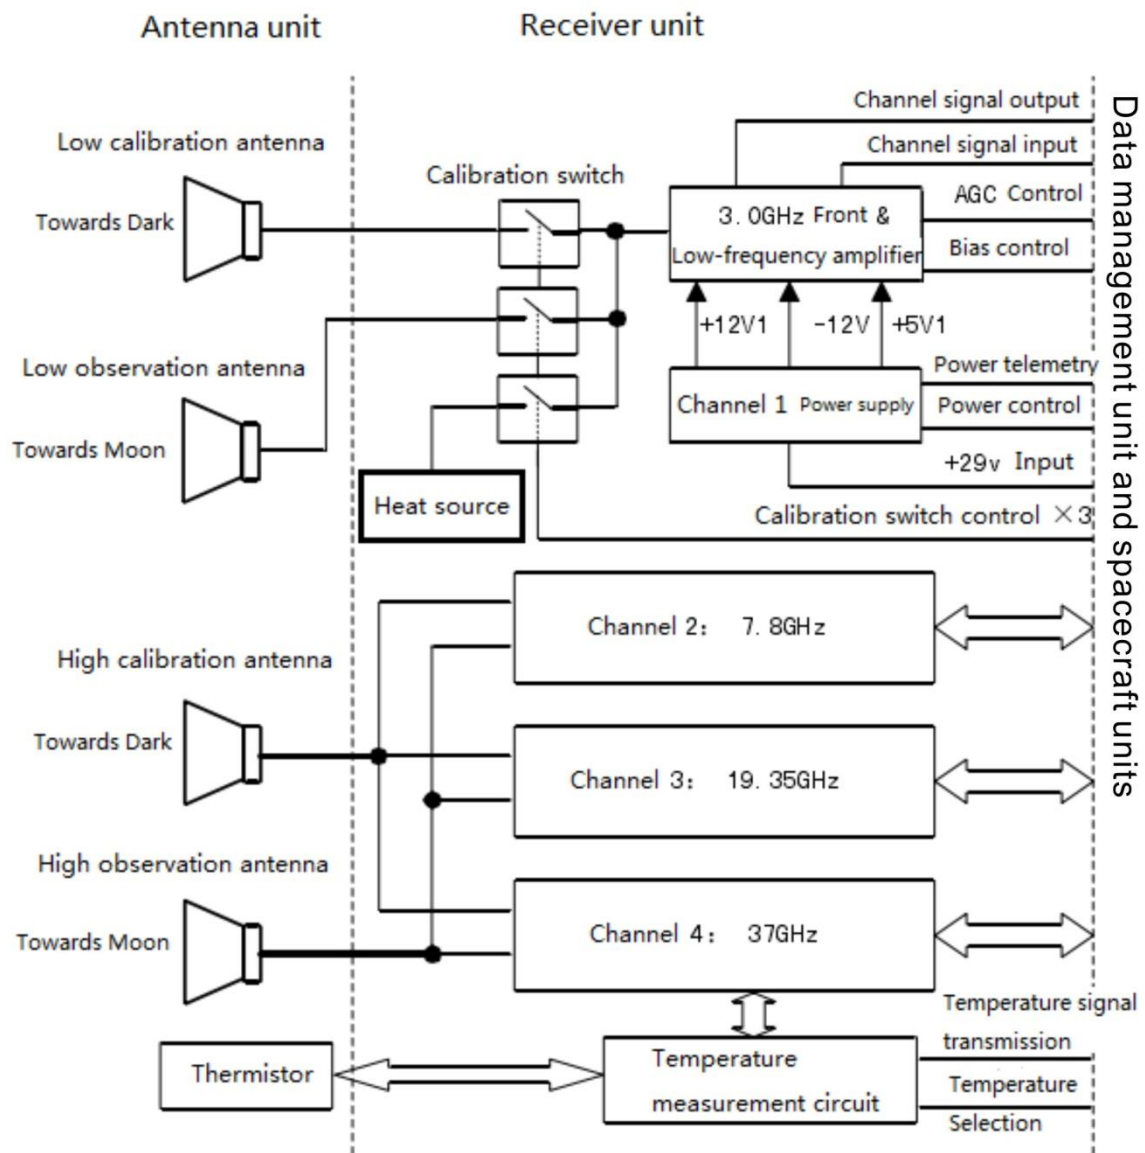 Antenna unit
Receiver unit
Channel signal output
Low calibration antenna
Channel signal input
Calibration switch
AGC Control
Towards Dark
3.0GHz Front &
Low-frequency amplifier
Bias control
+12V1
-12V
+5V1
Low observation antenna
Power telemetry
Channel 1 Power supply
Power control
Towards Moon
+29v Input
Heat source
Calibration switch control ×3
Channel 2: 7.8GHz
High calibration antenna
Towards Dark
Channel 3: 19.35GHz
High observation antenna
Towards Moon
Channel 4: 37GHz
Temperature signal
transmission
Thermistor
Temperature
measurement circuit
Temperature
Selection
Data management unit and spacecraft units